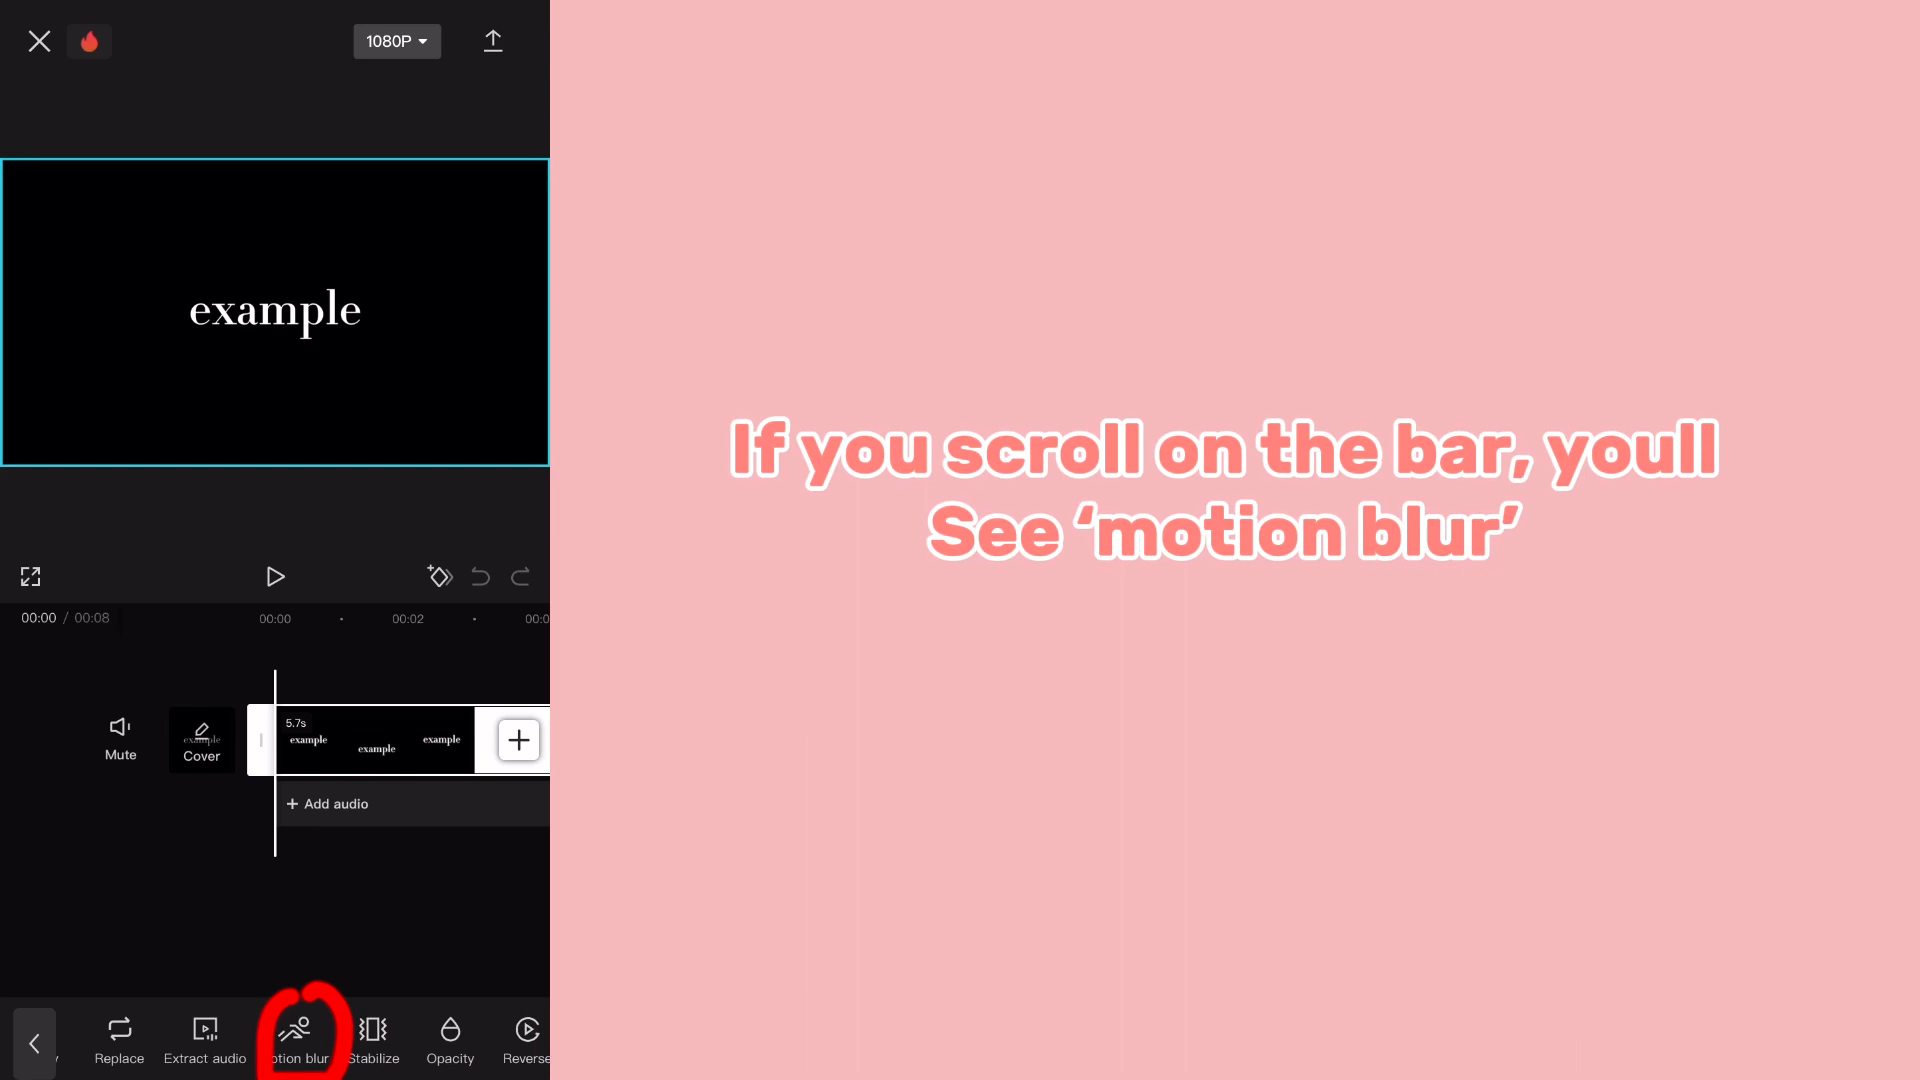 1080P
example
If you scroll on the bar, youll
See ‘motion blur’
00:00 / 00:08
00:00
00:02
5.7s
example
example
example
example
Mute
Cover
+ Add audio
Replace
Extract audio
blur
Stabilize
Opacity
Reverse